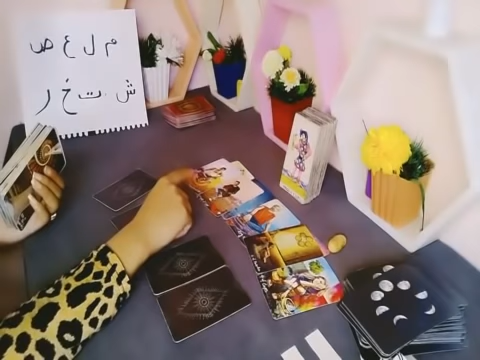 م ل ع ص
ش ت خ ر